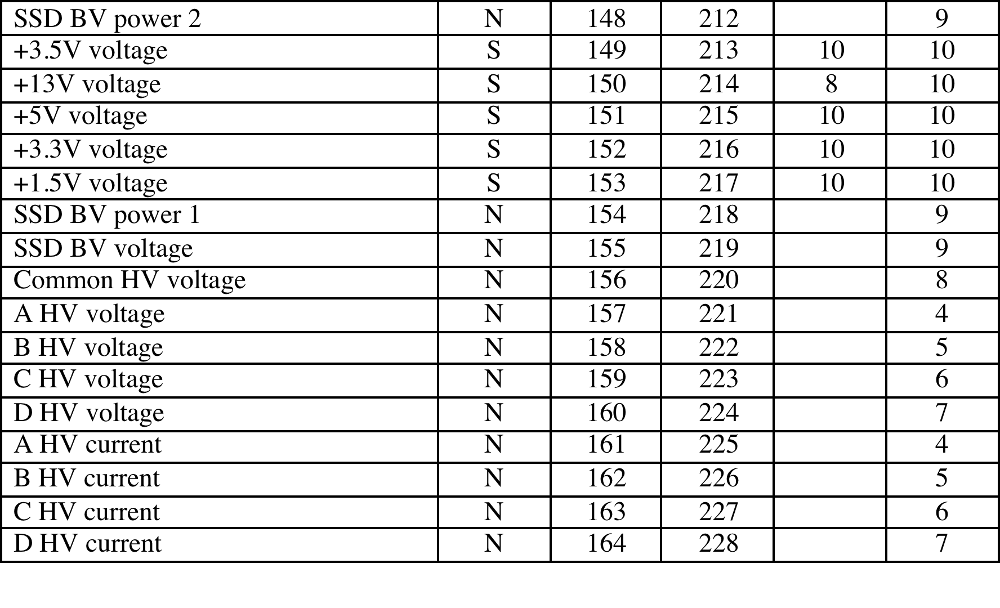 SSD BV power 2 N 148 212 9
+3.5V voltage S 149 213 10 10
+13V voltage S 150 214 8 10
+5V voltage S 151 215 10 10
+3.3V voltage S 152 216 10 10
+1.5V voltage S 153 217 10 10
SSD BV power 1 N 154 218 9
SSD BV voltage N 155 219 9
Common HV voltage N 156 220 8
A HV voltage N 157 221 4
B HV voltage N 158 222 5
C HV voltage N 159 223 6
D HV voltage N 160 224 7
A HV current N 161 225 4
B HV current N 162 226 5
C HV current N 163 227 6
D HV current N 164 228 7